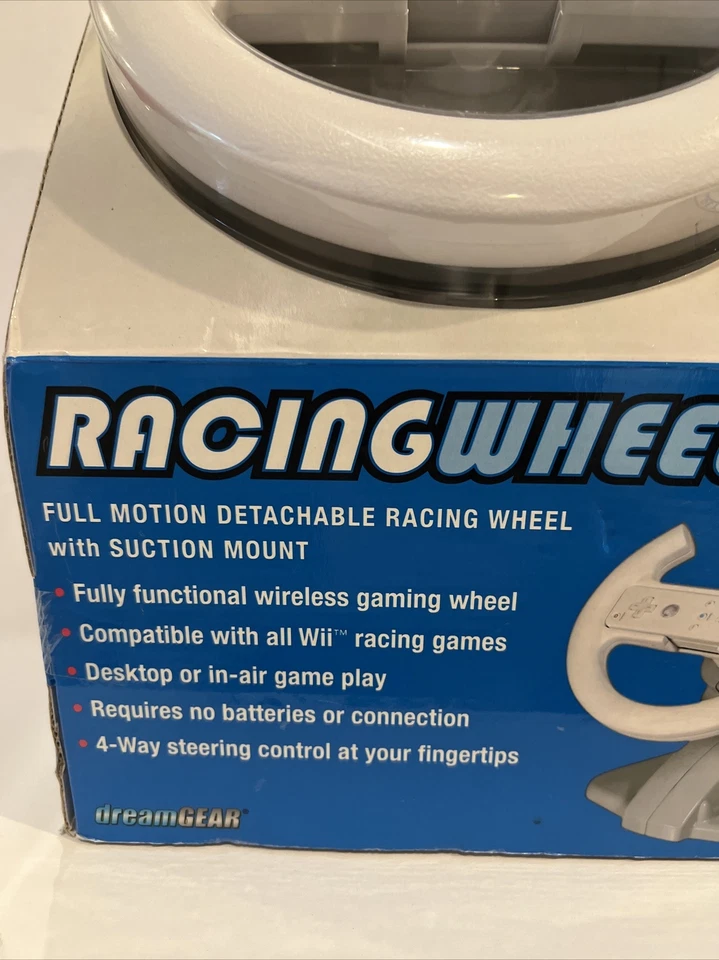 RACINGWHEE
FULL MOTION DETACHABLE RACING WHEEL
with SUCTION MOUNT
• Fully functional wireless gaming wheel
• Compatible with all Wii™ racing games
• Desktop or in-air game play
• Requires no batteries or connection
• 4-Way steering control at your fingertips
dreamGEAR®